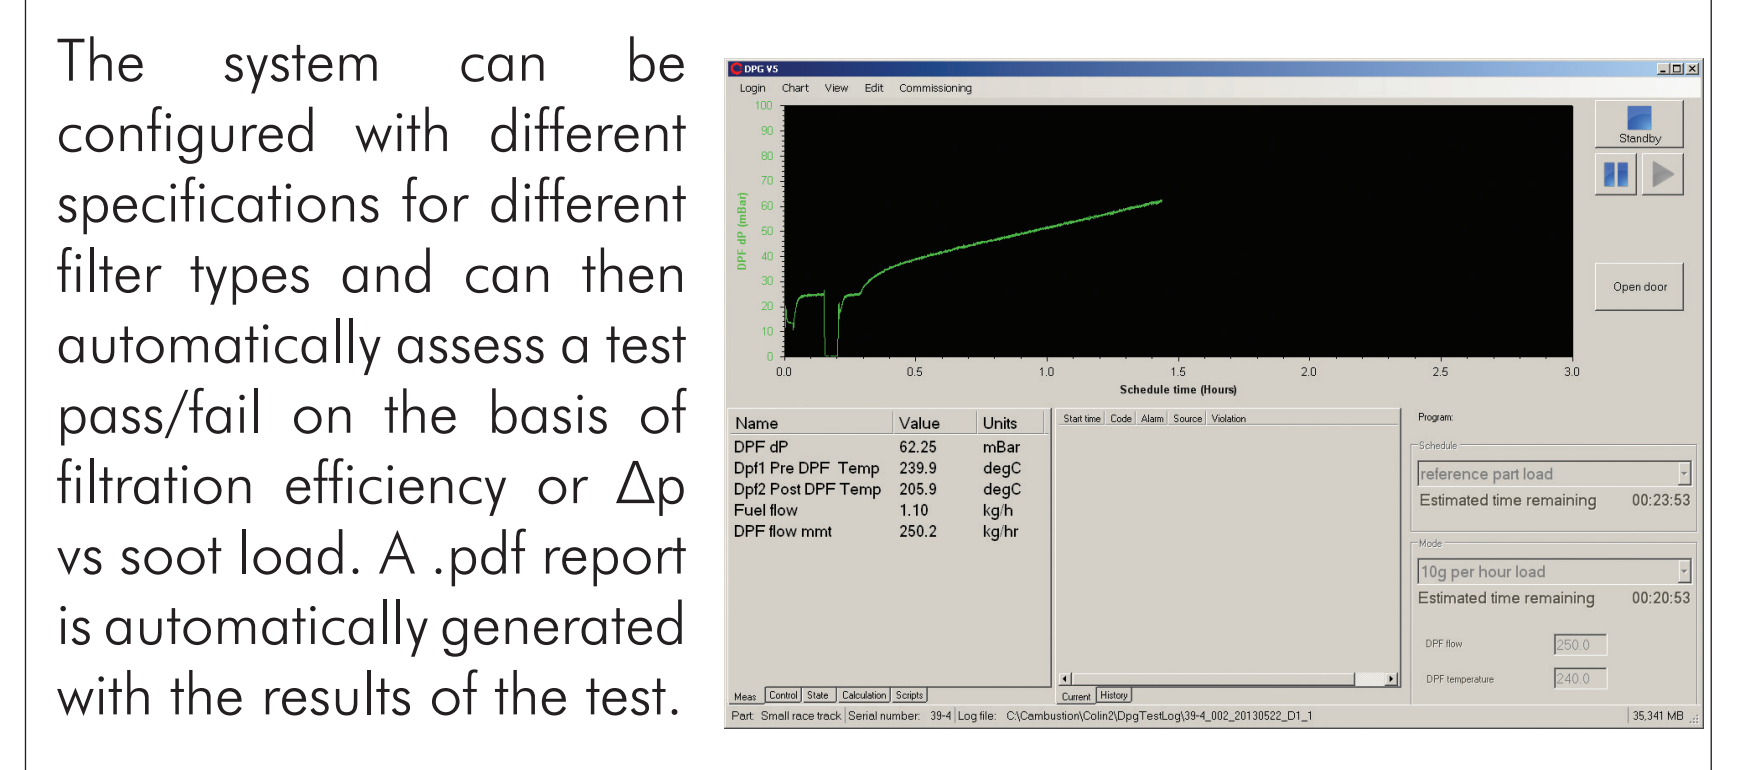 The system can be
configured with different
specifications for different
filter types and can then
automatically assess a test
pass/fail on the basis of
filtration efficiency or Δp
vs soot load. A .pdf report
is automatically generated
with the results of the test.
DPG V5
Login Chart View Edit Commissioning
100
90
80
70
60
50
40
30
20
10
0
DPF dP (mBar)
0.0 0.5 1.0 1.5 2.0 2.5 3.0
Schedule time (Hours)
Standby
Open door
Name Value Units
DPF dP 62.25 mBar
Dpf1 Pre DPF Temp 239.9 degC
Dpf2 Post DPF Temp 205.9 degC
Fuel flow 1.10 kg/h
DPF flow mmt 250.2 kg/hr
Meas Control State Calculation Scripts
Start time Code Alarm Source Violation
Current History
Program:
Schedule
reference part load
Estimated time remaining 00:23:53
Mode
10g per hour load
Estimated time remaining 00:20:53
DPF flow 250.0
DPF temperature 240.0
Part: Small race track Serial number: 39-4 Log file: C:\Cambustion\Colin2\DpgTestLog\39-4_002_20130522_D1_1 35,341 MB